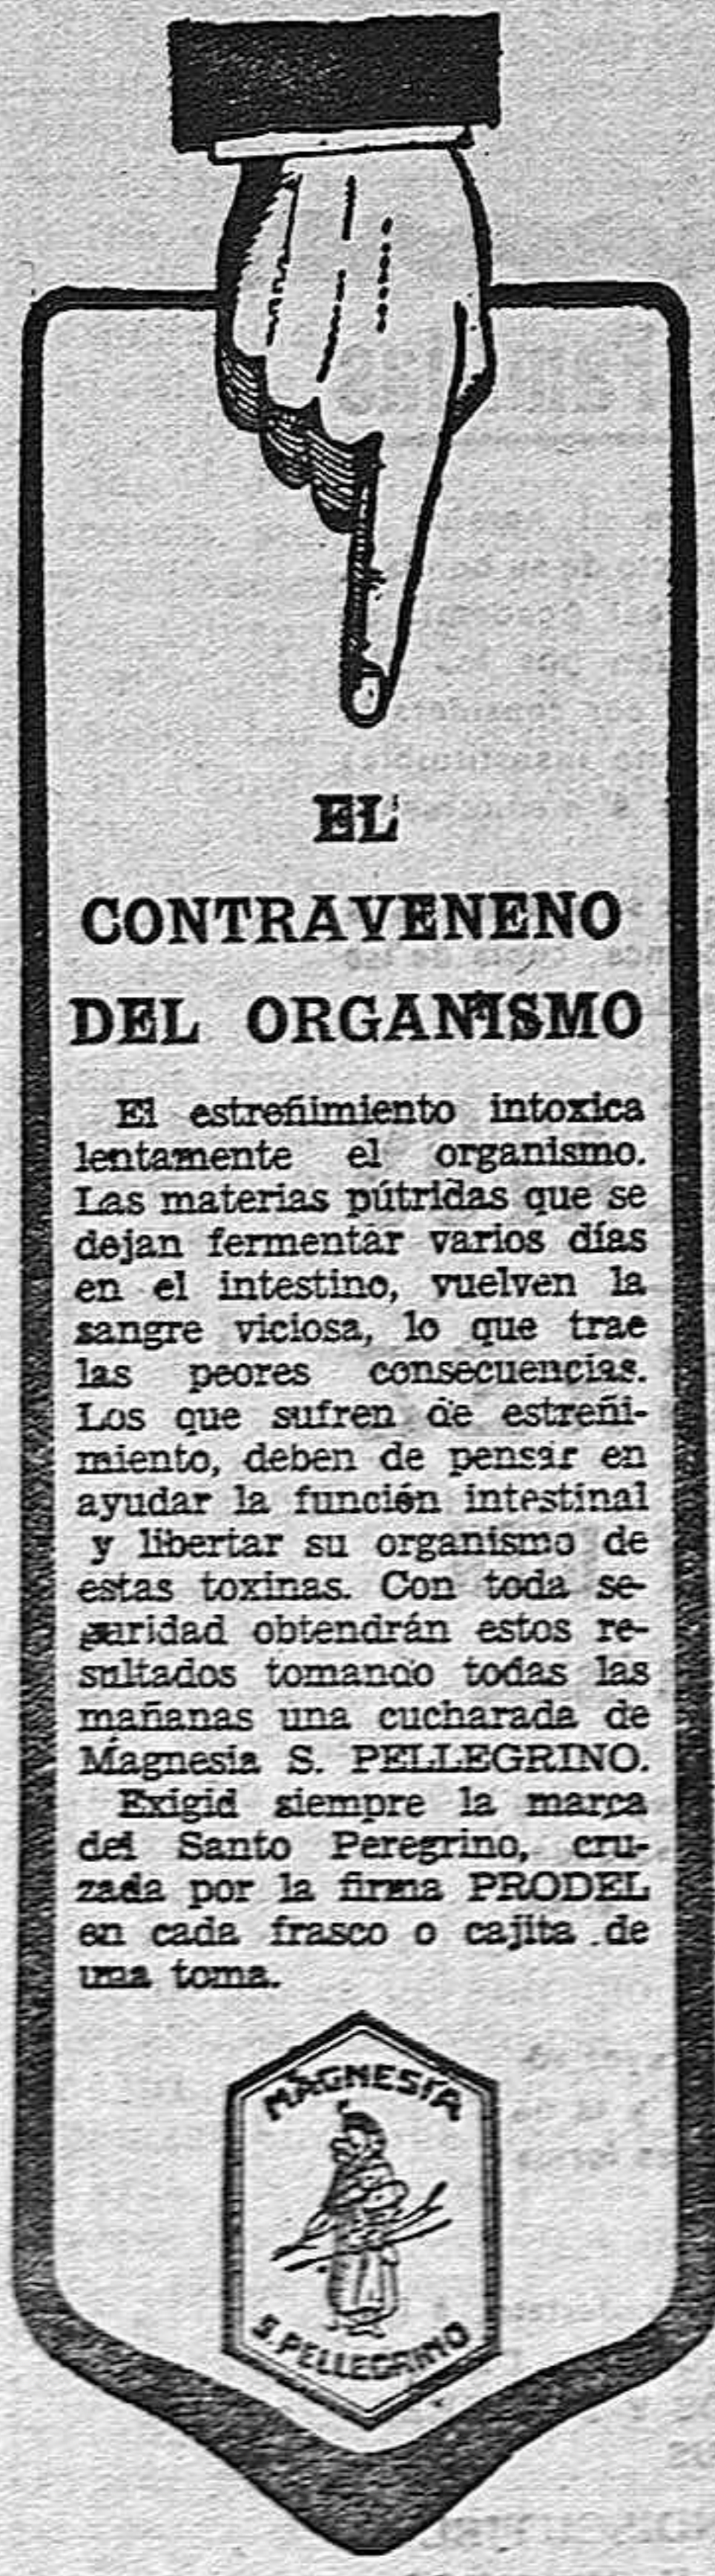 EL
CONTRAVENENO
DEL ORGANISMO
El estreñimiento intoxica
lentamente el organismo.
Las materias pútridas que se
dejan fermentar varios días
en el intestino, vuelven la
sangre viciosa, lo que trae
las peores consecuencias.
Los que sufren de estreñi-
miento, deben de pensar en
ayudar la función intestinal
y libertar su organismo de
estas toxinas. Con toda se-
guridad obtendrán estos re-
sultados tomando todas las
mañanas una cucharada de
Magnesia S. PELLEGRINO.
Exigid siempre la marca
del Santo Peregrino, cru-
zada por la firma PRODEL
en cada frasco o cajita de
una toma.
MAGNESIA
S. PELLEGRINO